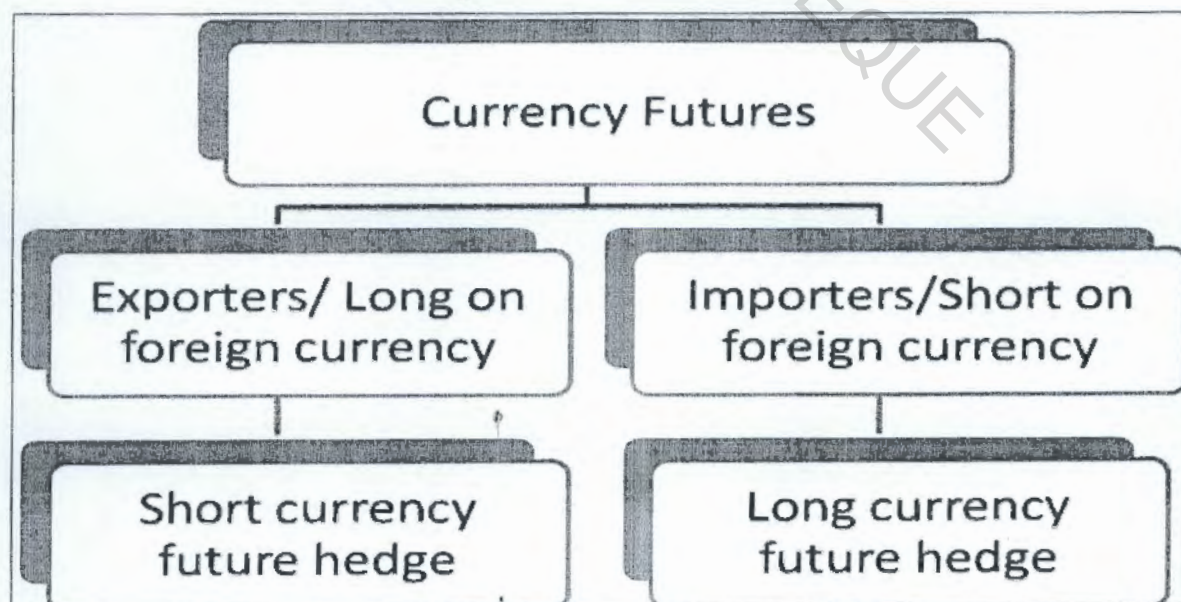 Currency Futures
Exporters/ Long on
foreign currency
Importers/Short on
foreign currency
Short currency
future hedge
Long currency
future hedge